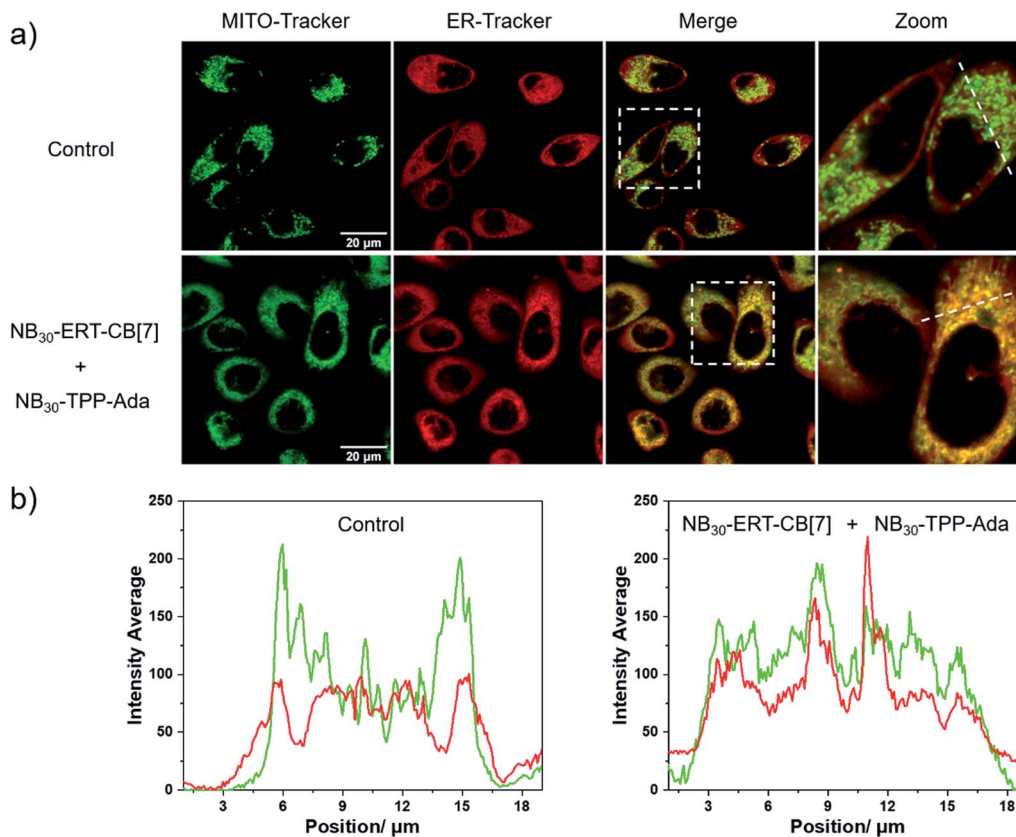 a)
MITO-Tracker
ER-Tracker
Merge
Zoom
Control
20 µm
NB30-ERT-CB[7]
+
NB30-TPP-Ada
20 µm
b)
250
200
150
100
50
0
Intensity Average
Control
3 6 9 12 15 18
Position/ µm
250
200
150
100
50
0
Intensity Average
NB30-ERT-CB[7] + NB30-TPP-Ada
3 6 9 12 15 18
Position/ µm